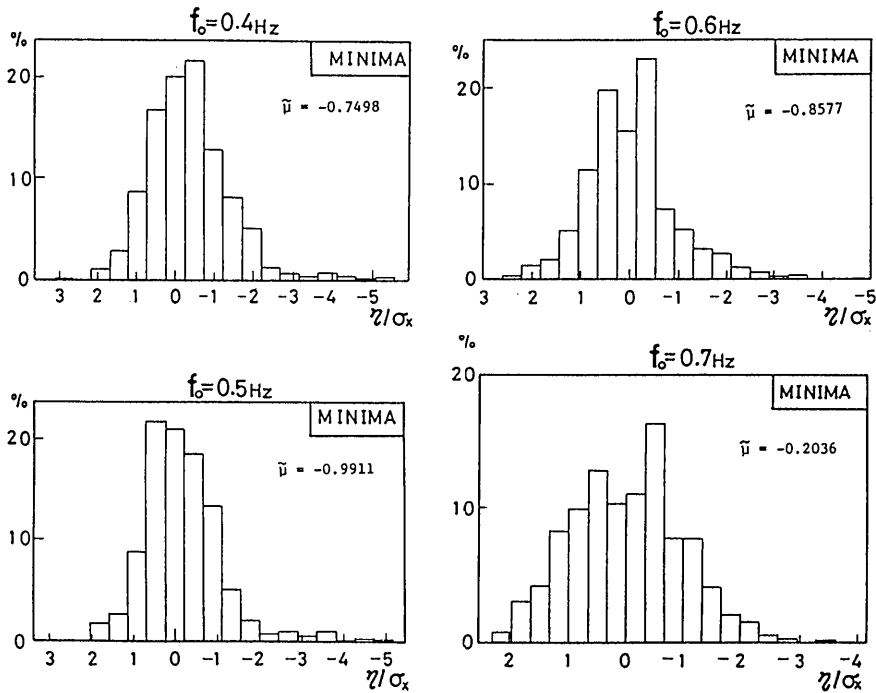 f₀=0.4Hz
%
MINIMA
20
μ̃ = -0.7498
10
0
3 2 1 0 -1 -2 -3 -4 -5
η/σₓ
f₀=0.6Hz
%
MINIMA
20
μ̃ = -0.8577
10
0
3 2 1 0 -1 -2 -3 -4 -5
η/σₓ
f₀=0.5Hz
%
MINIMA
20
μ̃ = -0.9911
10
0
3 2 1 0 -1 -2 -3 -4 -5
η/σₓ
%
f₀=0.7Hz
20
MINIMA
μ̃ = -0.2036
10
0
2 1 0 -1 -2 -3 -4
η/σₓ